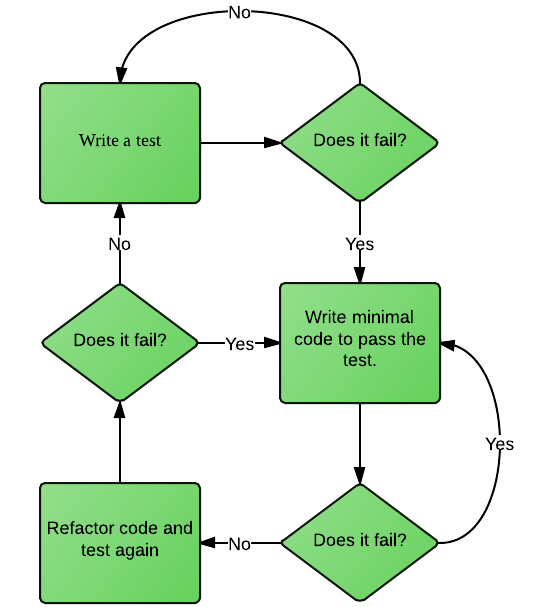 No
Write a test
Does it fail?
No
Yes
Write minimal
code to pass the
test.
Does it fail?
Yes
Yes
Refactor code and
test again
No
Does it fail?